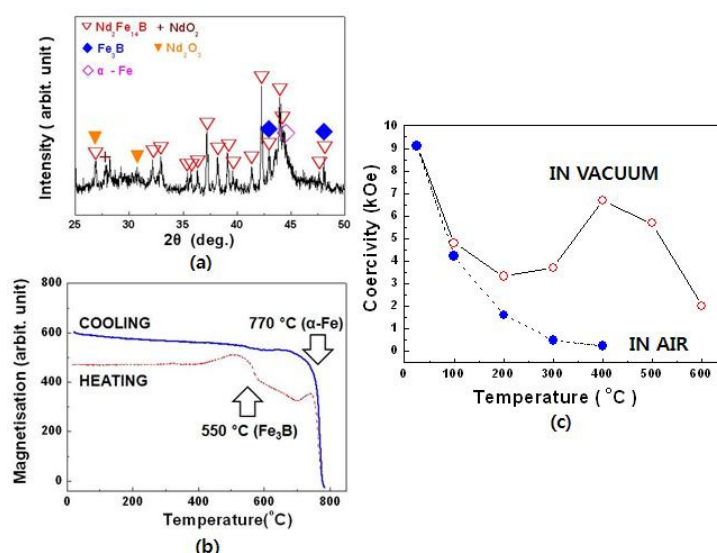 Nd₂Fe₁₄B + NdO₂
Fe₃B Nd₂O₃
α - Fe
Intensity ( arbit. unit)
25 30 35 40 45 50
2θ (deg.)
(a)
800
600
400
200
0
COOLING
770 °C (α-Fe)
HEATING
550 °C (Fe₃B)
Magnetisation (arbit. unit)
0 200 400 600 800
Temperature(°C)
(b)
10
9
8
7
6
5
4
3
2
1
0
IN VACUUM
IN AIR
Coercivity (kOe)
0 100 200 300 400 500 600
Temperature ( °C)
(c)